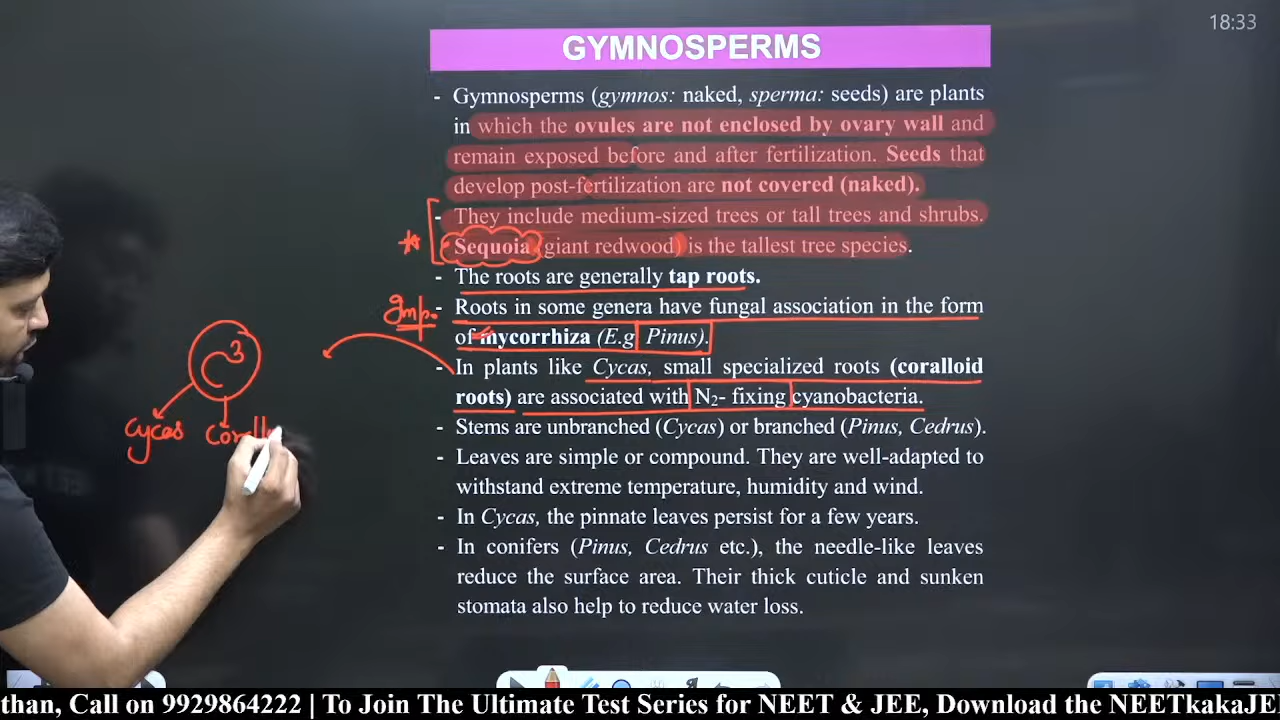 18:33
GYMNOSPERMS
- Gymnosperms (gymnos: naked, sperma: seeds) are plants
in which the ovules are not enclosed by ovary wall and
remain exposed before and after fertilization. Seeds that
develop post-fertilization are not covered (naked).
- They include medium-sized trees or tall trees and shrubs.
Sequoia (giant redwood) is the tallest tree species.
- The roots are generally tap roots.
Imp.
- Roots in some genera have fungal association in the form
of mycorrhiza (E.g Pinus).
- In plants like Cycas, small specialized roots (coralloid
roots) are associated with N2- fixing cyanobacteria.
C3
Cycas Corall
- Stems are unbranched (Cycas) or branched (Pinus, Cedrus).
- Leaves are simple or compound. They are well-adapted to
withstand extreme temperature, humidity and wind.
- In Cycas, the pinnate leaves persist for a few years.
- In conifers (Pinus, Cedrus etc.), the needle-like leaves
reduce the surface area. Their thick cuticle and sunken
stomata also help to reduce water loss.
than, Call on 9929864222 | To Join The Ultimate Test Series for NEET & JEE, Download the NEETkakaJEE